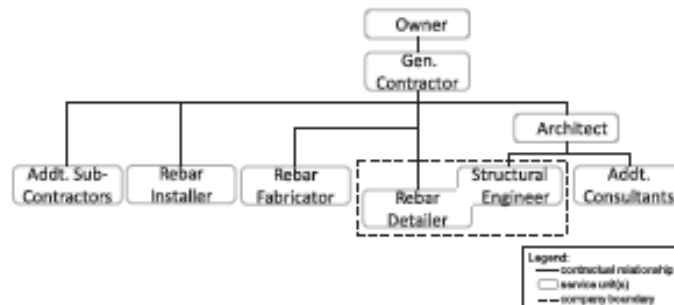 Owner
Gen.
Contractor
Architect
Addt. Sub-
Contractors
Rebar
Installer
Rebar
Fabricator
Rebar
Detailer
Structural
Engineer
Addt.
Consultants
Legend:
contractual relationship
service unit(s)
company boundary